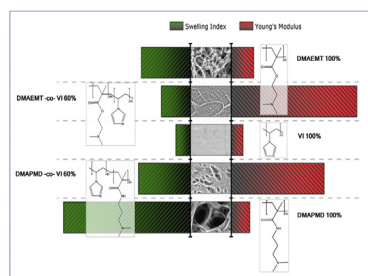 Swelling Index Young's Modulus
DMAEMT 100%
DMAEMT -co- VI 60%
VI 100%
DMAPMD -co- VI 60%
DMAPMD 100%